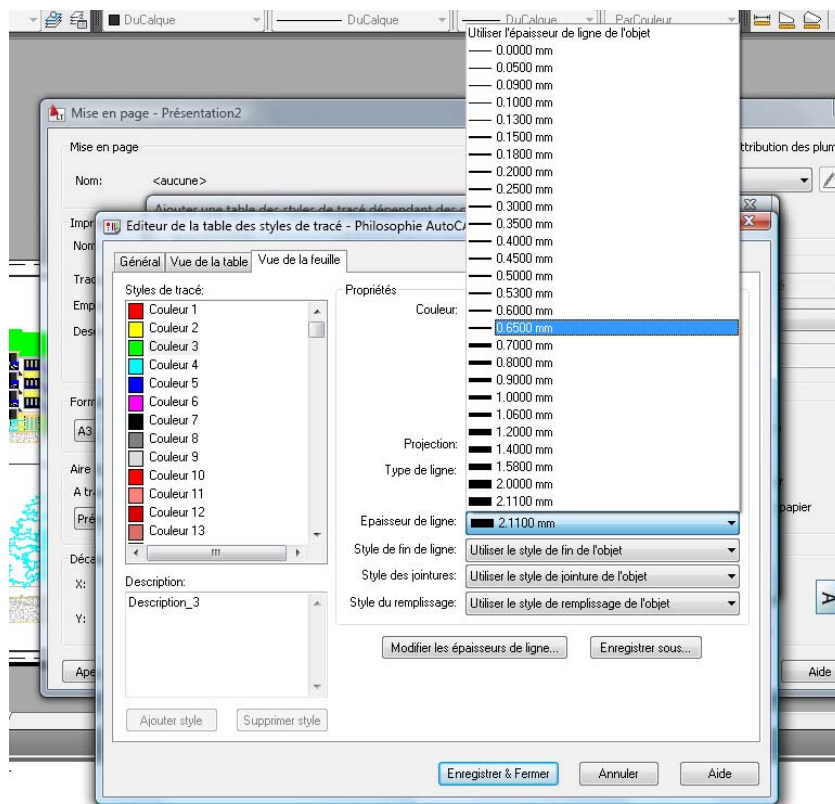 DuCalque
DuCalque
DuCalque
ParCouleur
Mise en page - Présentation2
Mise en page
Nom:
<aucune>
Ajouter une table des styles de tracé dépendant des
Impr
Nom
Trac
Emp
Form
A3
Aire
A tra
Pré
Déca
X:
Y:
Ape
papier
Aide
Editeur de la table des styles de tracé - Philosophie AutoCA
Général
Vue de la table
Vue de la feuille
Styles de tracé:
Couleur 1
Couleur 2
Couleur 3
Couleur 4
Couleur 5
Couleur 6
Couleur 7
Couleur 8
Couleur 9
Couleur 10
Couleur 11
Couleur 12
Couleur 13
Description:
Description_3
Ajouter style
Supprimer style
Propriétés
Couleur:
Projection:
Type de ligne:
Utiliser l'épaisseur de ligne de l'objet
0.0000 mm
0.0500 mm
0.0900 mm
0.1000 mm
0.1300 mm
0.1500 mm
0.1800 mm
0.2000 mm
0.2500 mm
0.3000 mm
0.3500 mm
0.4000 mm
0.4500 mm
0.5000 mm
0.5300 mm
0.6000 mm
0.6500 mm
0.7000 mm
0.8000 mm
0.9000 mm
1.0000 mm
1.0600 mm
1.2000 mm
1.4000 mm
1.5800 mm
2.0000 mm
2.1100 mm
Epaisseur de ligne: 2.1100 mm
Style de fin de ligne: Utiliser le style de fin de l'objet
Style des jointures: Utiliser le style de jointure de l'objet
Style du remplissage: Utiliser le style de remplissage de l'objet
Modifier les épaisseurs de ligne...
Enregistrer sous...
Enregistrer & Fermer
Annuler
Aide